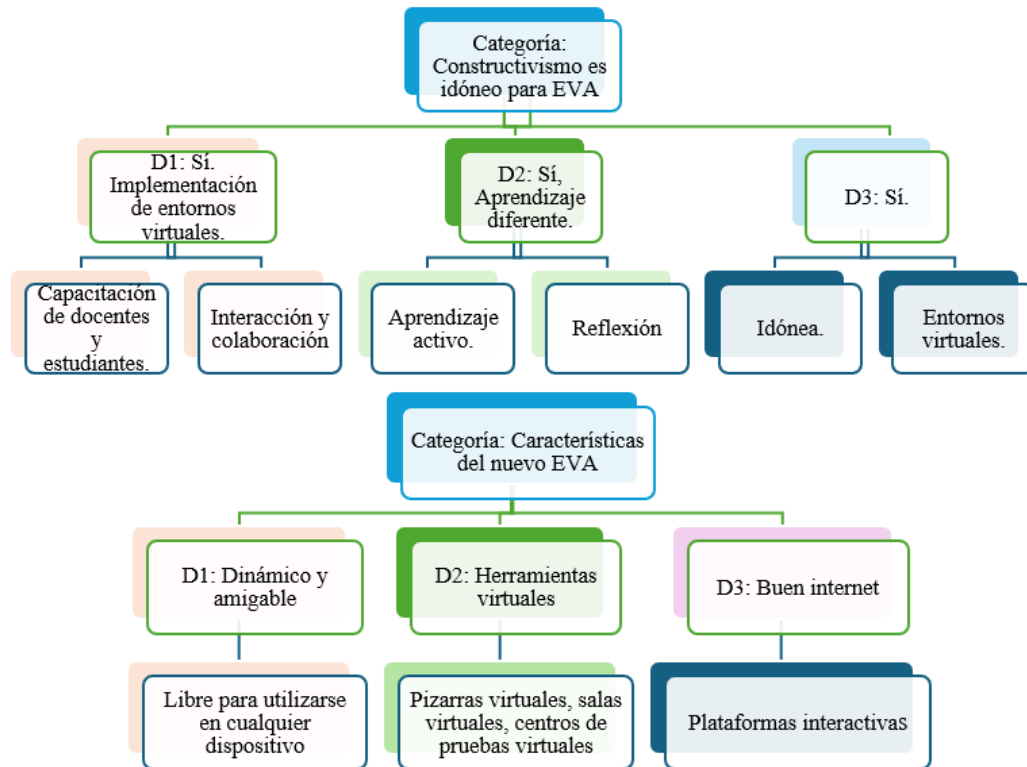 Categoría:
Constructivismo es
idóneo para EVA
D1: Sí.
Implementación
de entornos
virtuales.
D2: Sí,
Aprendizaje
diferente.
D3: Sí.
Capacitación
de docentes
y
estudiantes.
Interacción y
colaboración
Aprendizaje
activo.
Reflexión
Idónea.
Entornos
virtuales.
Categoría: Características
del nuevo EVA
D1: Dinámico y
amigable
D2: Herramientas
virtuales
D3: Buen internet
Libre para utilizarse
en cualquier
dispositivo
Pizarras virtuales, salas
virtuales, centros de
pruebas virtuales
Plataformas interactivas